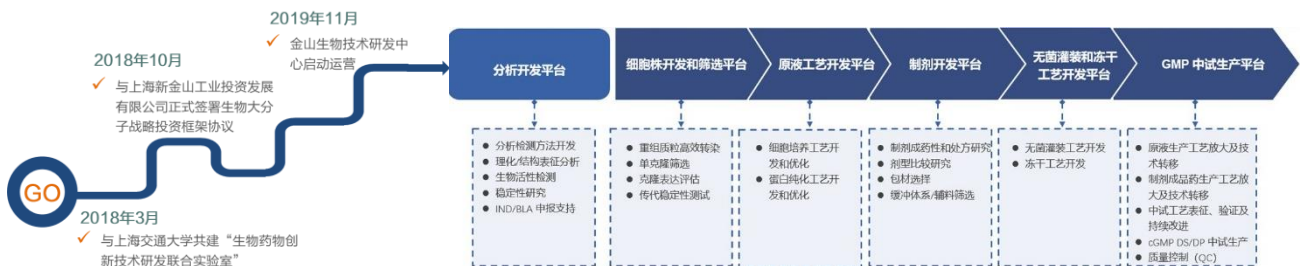 2019年11月
金山生物技术研发中
心启动运营
2018年10月
与上海新金山工业投资发展
有限公司正式签署生物大分
子战略投资框架协议
GO
2018年3月
与上海交通大学共建“生物药物创
新技术研发联合实验室”
分析开发平台
细胞株开发和筛选平台
原液工艺开发平台
制剂开发平台
无菌灌装和冻干
工艺开发平台
GMP 中试生产平台
分析检测方法开发
理化/结构表征分析
生物活性检测
稳定性研究
IND/BLA 申报支持
重组质粒高效转染
单克隆筛选
克隆表达评估
传代稳定性测试
细胞培养工艺开
发和优化
蛋白纯化工艺开
发和优化
制剂成药性和处方研究
剂型比较研究
包材选择
缓冲体系/辅料筛选
无菌灌装工艺开发
冻干工艺开发
原液生产工艺放大及技
术转移
制剂成品药生产工艺放
大及技术转移
中试工艺表征、验证及
持续改进
cGMP DS/DP 中试生产
质量控制（QC）